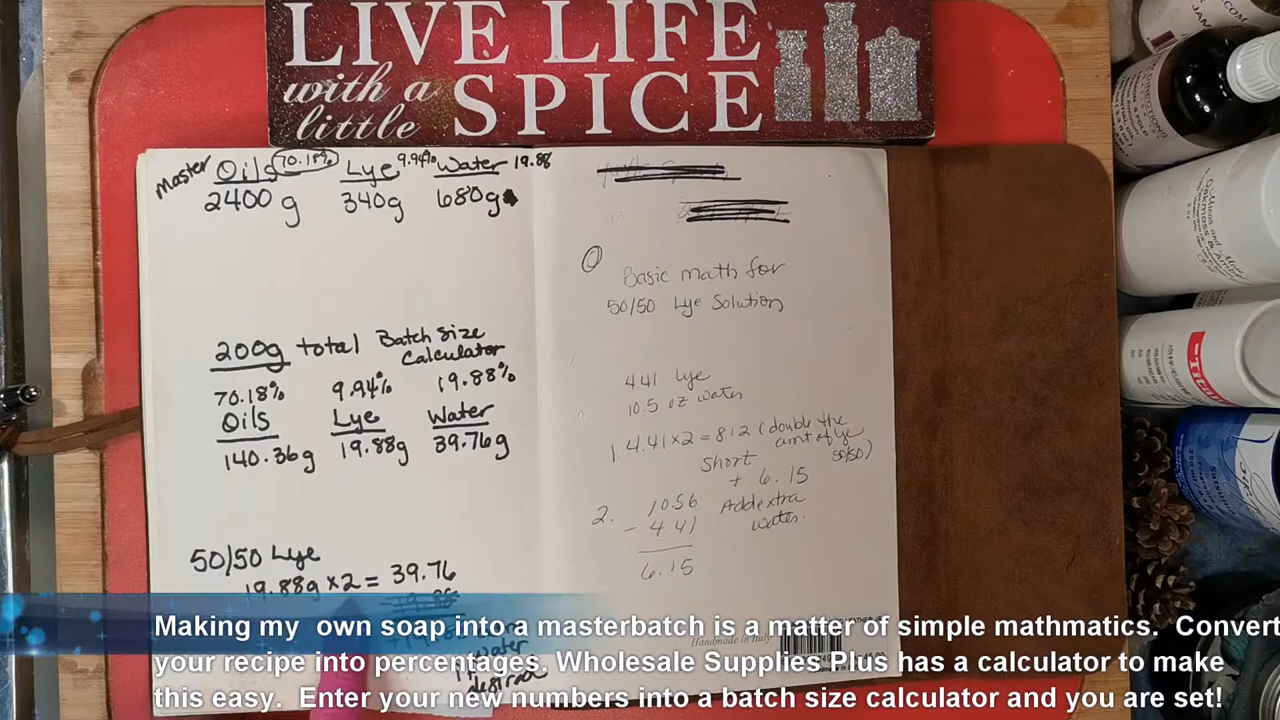 LIVE LIFE
with a
little
SPICE
Master Oils 70.18% Lye 9.94% Water 19.88
2400 g 340g 680g
200g total Batch Size
Calculator
70.18% 9.94% 19.88%
Oils Lye Water
140.36g 19.88g 39.76g
50/50 Lye
19.88g x2 = 39.76
water
Basic math for
50/50 Lye Solution
441 lye
10.5 oz water
1. 4.41x2=8.12 (double the
amt of lye
50/50)
Short
+ 6.15
2. 10.56
- 4.41
6.15
Add extra
water.
Handmade in Italy
Making my own soap into a masterbatch is a matter of simple mathmatics. Convert
your recipe into percentages. Wholesale Supplies Plus has a calculator to make
this easy. Enter your new numbers into a batch size calculator and you are set!